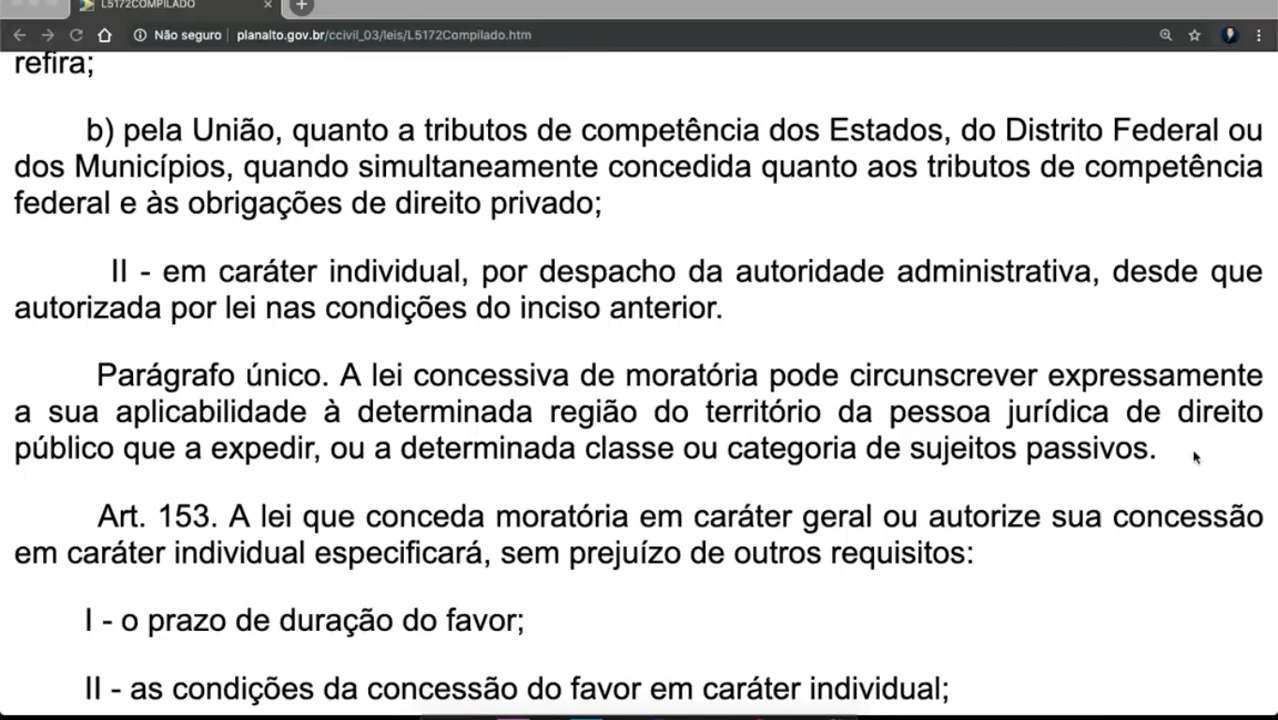 L5172COMPILADO
Não seguro planalto.gov.br/ccivil_03/leis/L5172Compilado.htm
refira;
b) pela União, quanto a tributos de competência dos Estados, do Distrito Federal ou
dos Municípios, quando simultaneamente concedida quanto aos tributos de competência
federal e às obrigações de direito privado;
II - em caráter individual, por despacho da autoridade administrativa, desde que
autorizada por lei nas condições do inciso anterior.
Parágrafo único. A lei concessiva de moratória pode circunscrever expressamente
a sua aplicabilidade à determinada região do território da pessoa jurídica de direito
público que a expedir, ou a determinada classe ou categoria de sujeitos passivos.
Art. 153. A lei que conceda moratória em caráter geral ou autorize sua concessão
em caráter individual especificará, sem prejuízo de outros requisitos:
I - o prazo de duração do favor;
II - as condições da concessão do favor em caráter individual;